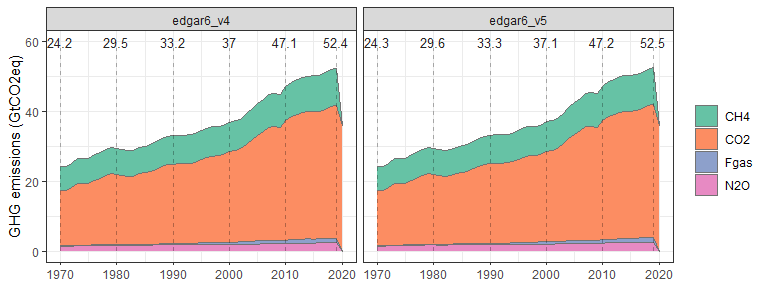 edgar6_v4
edgar6_v5
GHG emissions (GtCO2eq)
60
40
20
0
24.2 29.5 33.2 37 47.1 52.4
24.3 29.6 33.3 37.1 47.2 52.5
1970 1980 1990 2000 2010 2020
1970 1980 1990 2000 2010 2020
CH4
CO2
Fgas
N2O